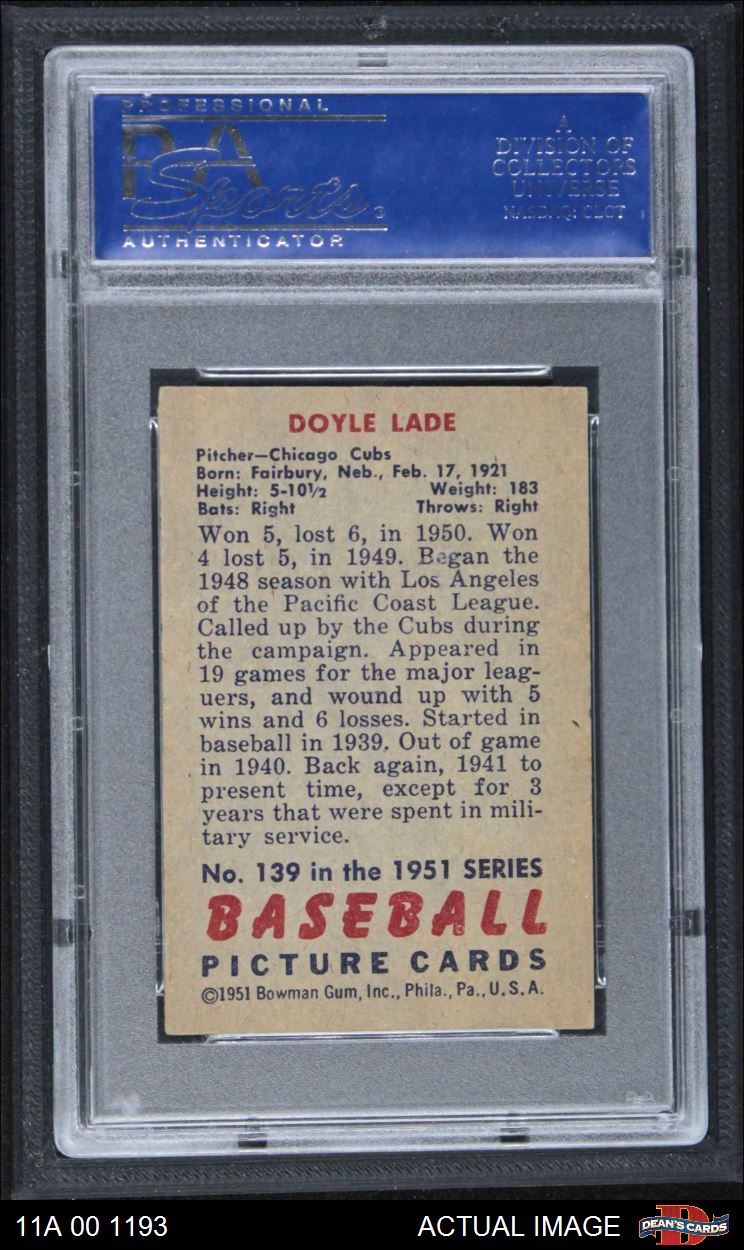 PROFESSIONAL
PSA
Sports®
AUTHENTICATOR
A
DIVISION OF
COLLECTORS
UNIVERSE
NASDAQ: CLCT
DOYLE LADE
Pitcher—Chicago Cubs
Born: Fairbury, Neb., Feb. 17, 1921
Height: 5-10½ Weight: 183
Bats: Right Throws: Right
Won 5, lost 6, in 1950. Won
4 lost 5, in 1949. Began the
1948 season with Los Angeles
of the Pacific Coast League.
Called up by the Cubs during
the campaign. Appeared in
19 games for the major leag-
uers, and wound up with 5
wins and 6 losses. Started in
baseball in 1939. Out of game
in 1940. Back again, 1941 to
present time, except for 3
years that were spent in mili-
tary service.
No. 139 in the 1951 SERIES
BASEBALL
PICTURE CARDS
©1951 Bowman Gum, Inc., Phila., Pa., U.S.A.
11A 00 1193 ACTUAL IMAGE
DEAN'S CARDS